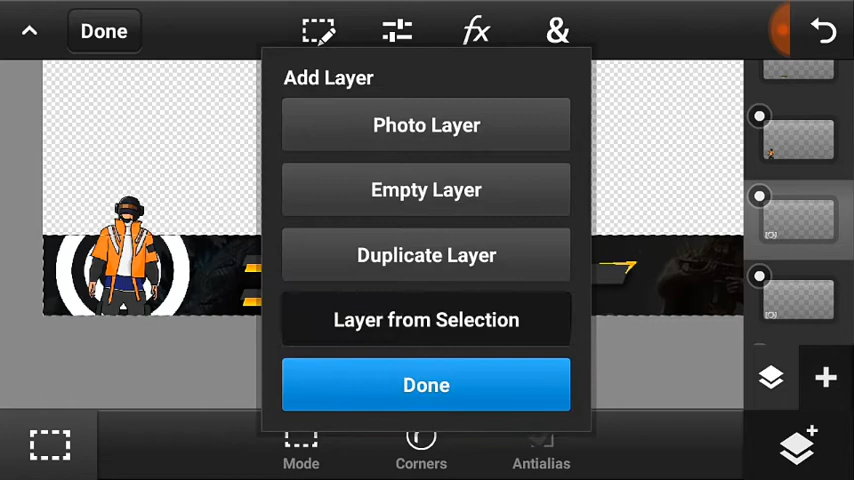 Done
fx
&
Add Layer
Photo Layer
Empty Layer
Duplicate Layer
Layer from Selection
Done
Mode
Corners
Antialias